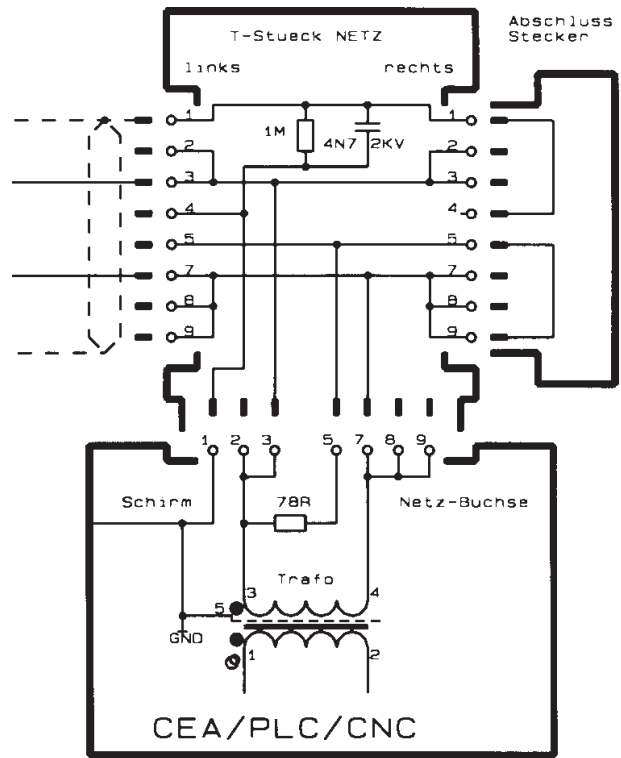 T-Stueck NETZ
Abschluss
Stecker
links rechts
1 1
1M 4N7 2KV
2 2
3 3
4 4
5 5
7 7
8 8
9 9
1 2 3 5 7 8 9
Schirm 78R Netz-Buchse
Trafo
3 4
5
GND
1 2
CEA/PLC/CNC